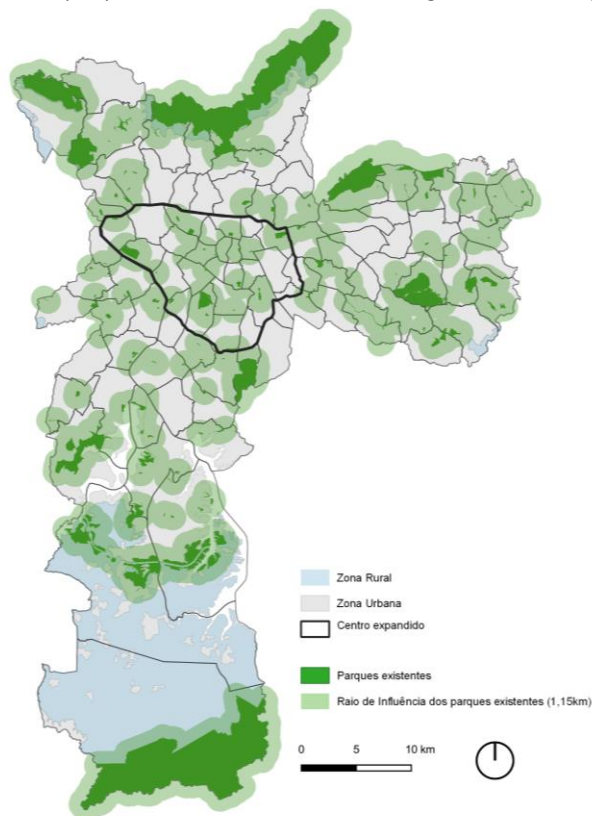 Zona Rural
Zona Urbana
Centro expandido
Parques existentes
Raio de Influência dos parques existentes (1,15km)
0 5 10 km